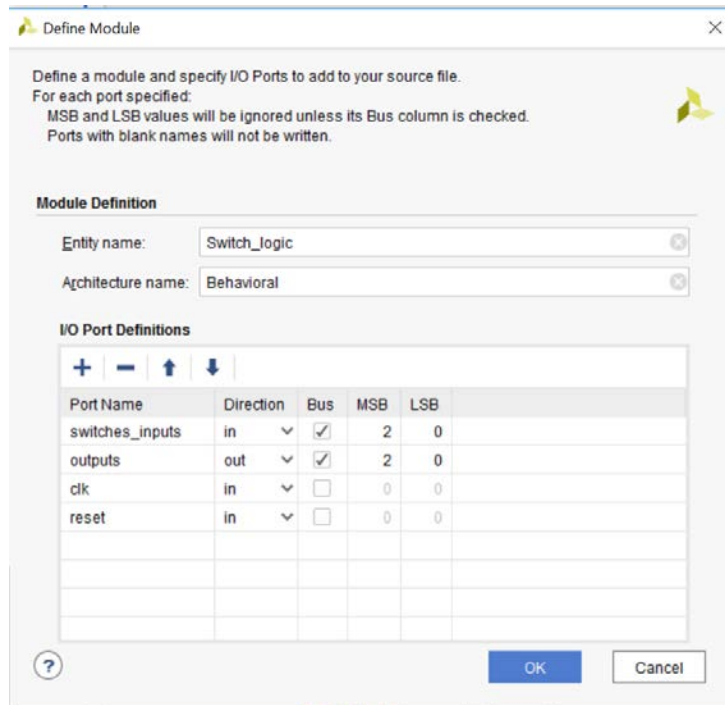 Define Module
Define a module and specify I/O Ports to add to your source file.
For each port specified:
MSB and LSB values will be ignored unless its Bus column is checked.
Ports with blank names will not be written.
Module Definition
Entity name: Switch_logic
Architecture name: Behavioral
I/O Port Definitions
Port Name Direction Bus MSB LSB
switches_inputs in 2 0
outputs out 2 0
clk in 0 0
reset in 0 0
? OK Cancel